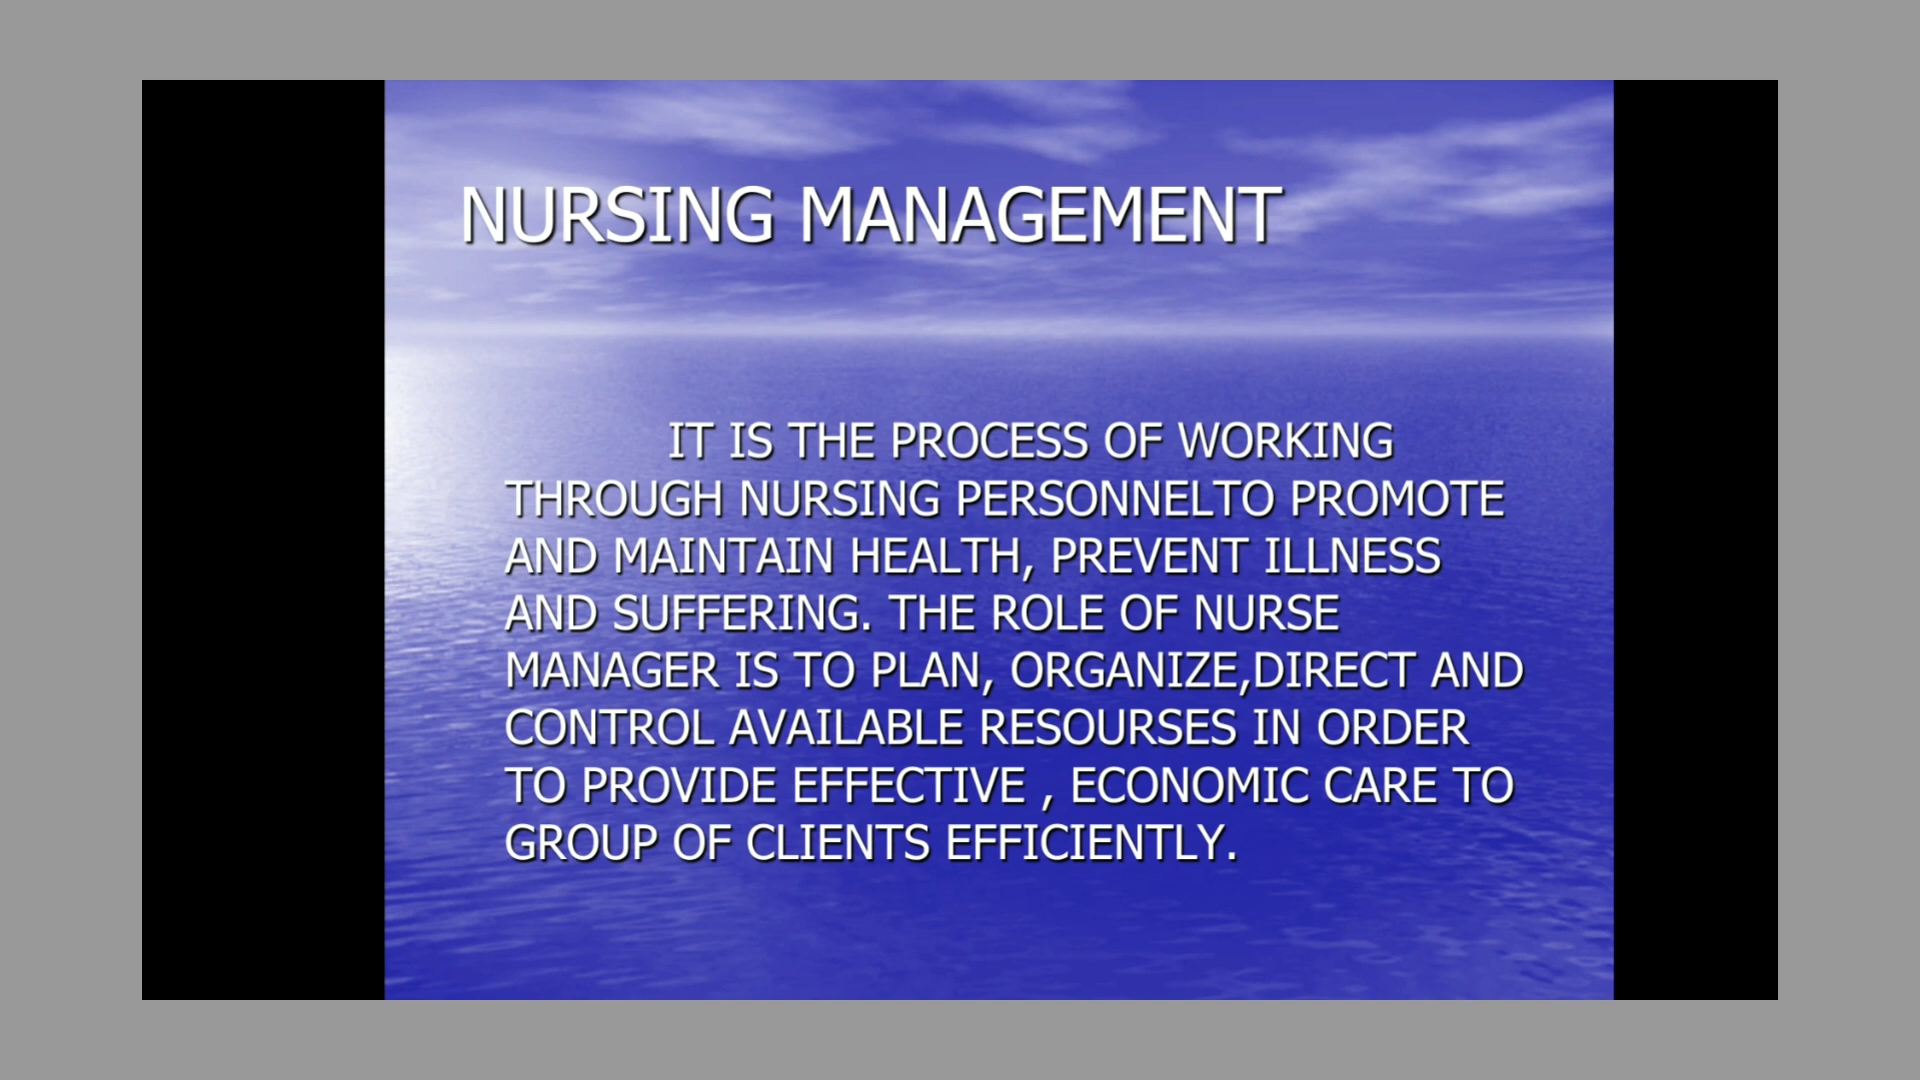 NURSING MANAGEMENT
IT IS THE PROCESS OF WORKING
THROUGH NURSING PERSONNELTO PROMOTE
AND MAINTAIN HEALTH, PREVENT ILLNESS
AND SUFFERING. THE ROLE OF NURSE
MANAGER IS TO PLAN, ORGANIZE,DIRECT AND
CONTROL AVAILABLE RESOURSES IN ORDER
TO PROVIDE EFFECTIVE , ECONOMIC CARE TO
GROUP OF CLIENTS EFFICIENTLY.